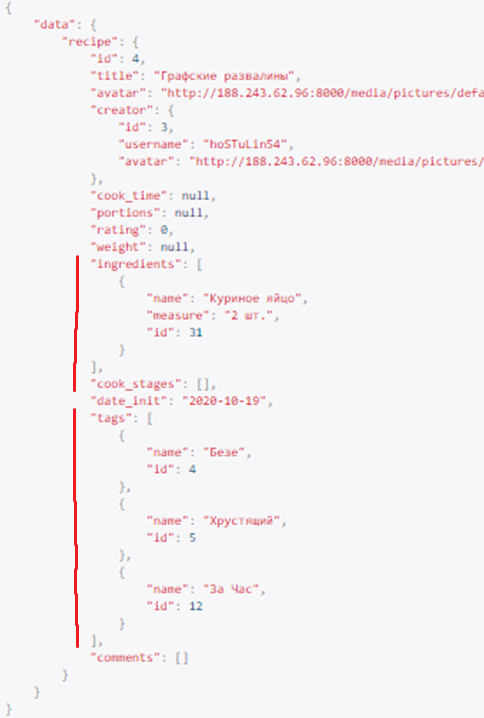 {
"data": {
"recipe": {
"id": 4,
"title": "Графские развалины",
"avatar": "http://188.243.62.96:8000/media/pictures/defa
"creator": {
"id": 3,
"username": "hoSTuLin54",
"avatar": "http://188.243.62.96:8000/media/pictures/
},
"cook_time": null,
"portions": null,
"rating": 0,
"weight": null,
"ingredients": [
{
"name": "Куриное яйцо",
"measure": "2 шт.",
"id": 31
}
],
"cook_stages": [],
"date_init": "2020-10-19",
"tags": [
{
"name": "Безе",
"id": 4
},
{
"name": "Хрустящий",
"id": 5
},
{
"name": "За Час",
"id": 12
}
],
"comments": []
}
}
}